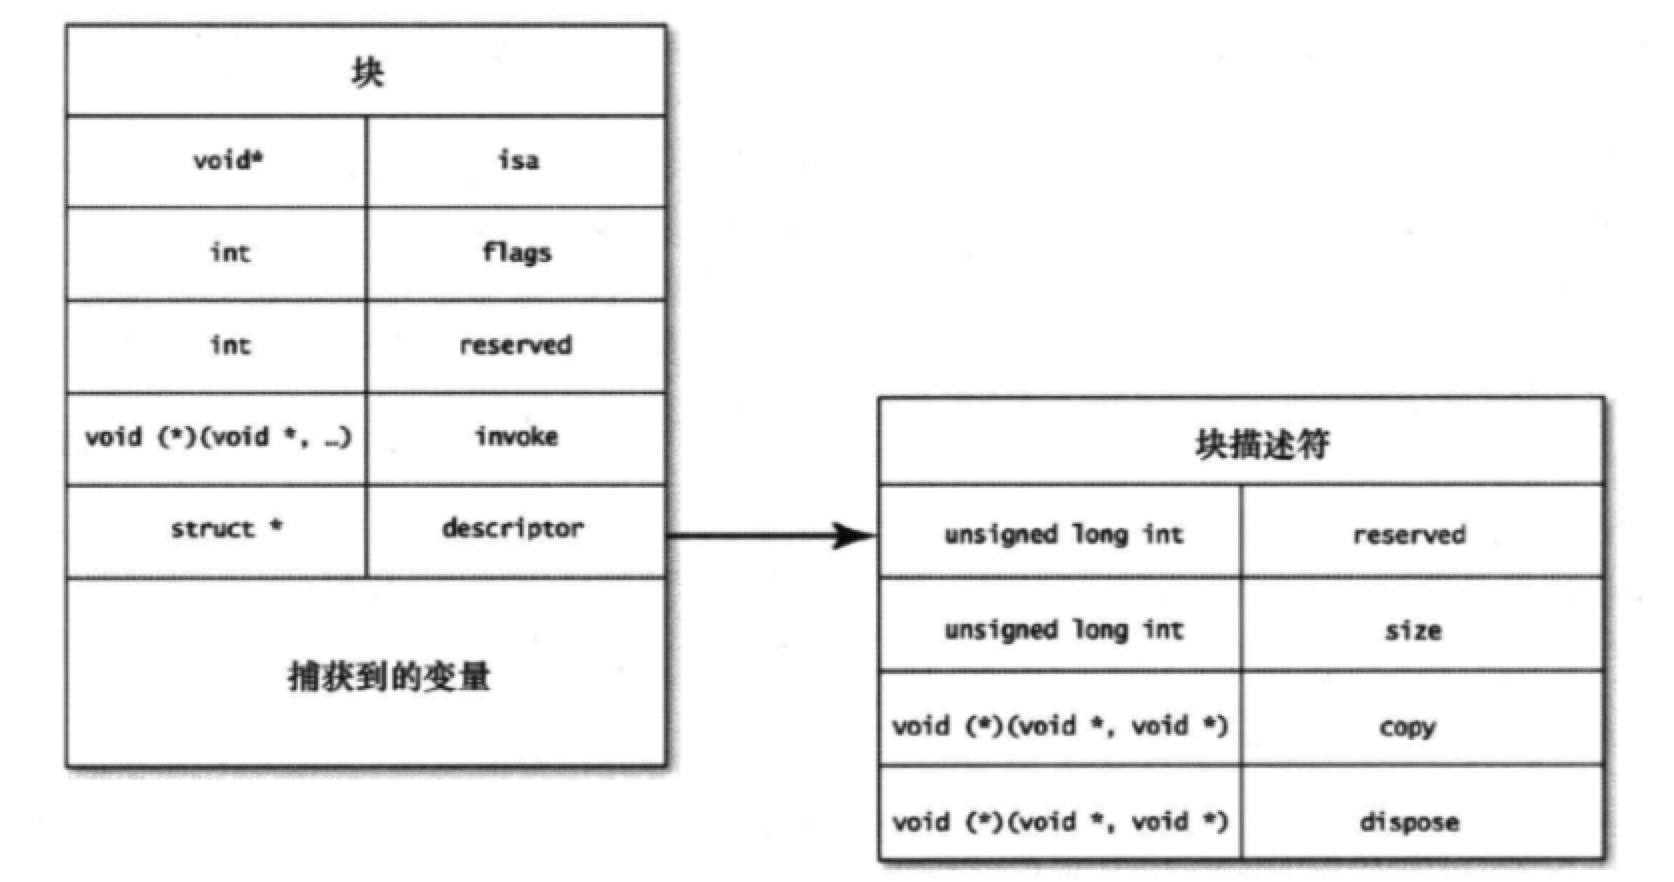 块
void* isa
int flags
int reserved
void (*)(void *, …) invoke
struct * descriptor
捕获到的变量
块描述符
unsigned long int reserved
unsigned long int size
void (*)(void *, void *) copy
void (*)(void *, void *) dispose